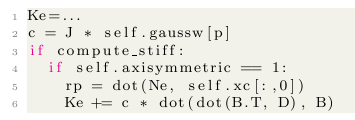 1 Ke=...
2 c = J * self.gaussw[p]
3 if compute_stiff:
4 if self.axisymmetric == 1:
5 rp = dot(Ne, self.xc[:,0])
6 Ke += c * dot(dot(B.T, D), B)